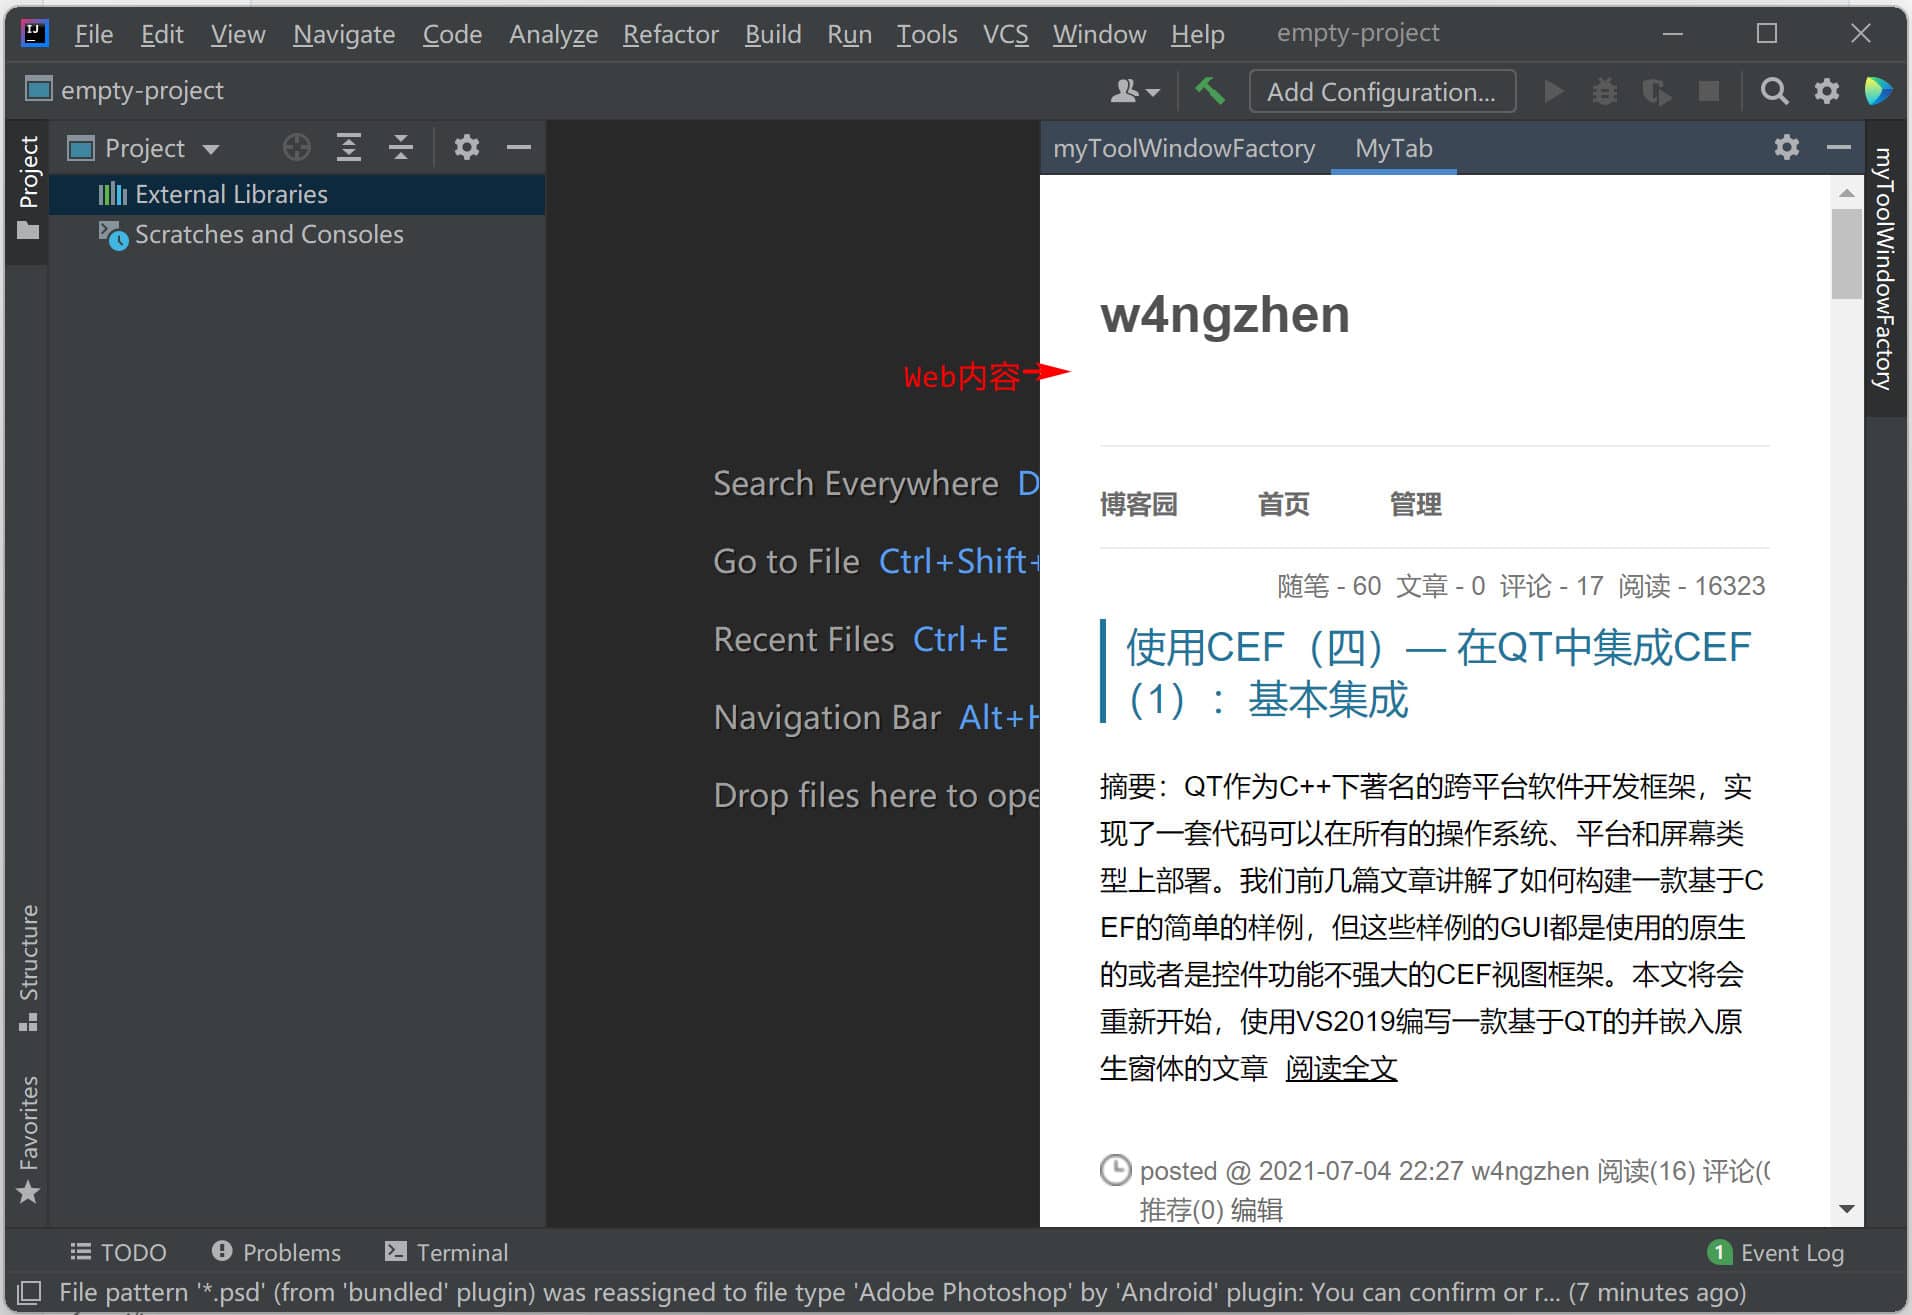 File Edit View Navigate Code Analyze Refactor Build Run Tools VCS Window Help empty-project
empty-project
Add Configuration...
Project
Project
External Libraries
Scratches and Consoles
Structure
Favorites
Search Everywhere D
Go to File Ctrl+Shift+
Recent Files Ctrl+E
Navigation Bar Alt+H
Drop files here to ope
Web内容
myToolWindowFactory MyTab
w4ngzhen
博客园 首页 管理
随笔 - 60 文章 - 0 评论 - 17 阅读 - 16323
使用CEF（四）— 在QT中集成CEF
（1）：基本集成
摘要：QT作为C++下著名的跨平台软件开发框架，实
现了一套代码可以在所有的操作系统、平台和屏幕类
型上部署。我们前几篇文章讲解了如何构建一款基于C
EF的简单的样例，但这些样例的GUI都是使用的原生
的或者是控件功能不强大的CEF视图框架。本文将会
重新开始，使用VS2019编写一款基于QT的并嵌入原
生窗体的文章 阅读全文
posted @ 2021-07-04 22:27 w4ngzhen 阅读(16) 评论(0
推荐(0) 编辑
myToolWindowFactory
TODO Problems Terminal 1 Event Log
File pattern '*.psd' (from 'bundled' plugin) was reassigned to file type 'Adobe Photoshop' by 'Android' plugin: You can confirm or r... (7 minutes ago)